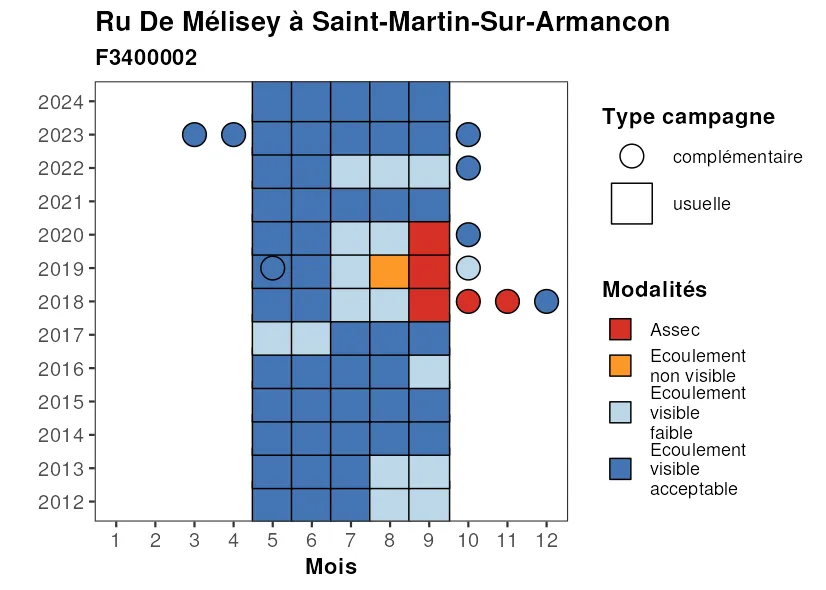 Ru De Mélisey à Saint-Martin-Sur-Armancon
F3400002
2024
2023
2022
2021
2020
2019
2018
2017
2016
2015
2014
2013
2012
1 2 3 4 5 6 7 8 9 10 11 12
Mois
Type campagne
complémentaire
usuelle
Modalités
Assec
Ecoulement
non visible
Ecoulement
visible
faible
Ecoulement
visible
acceptable